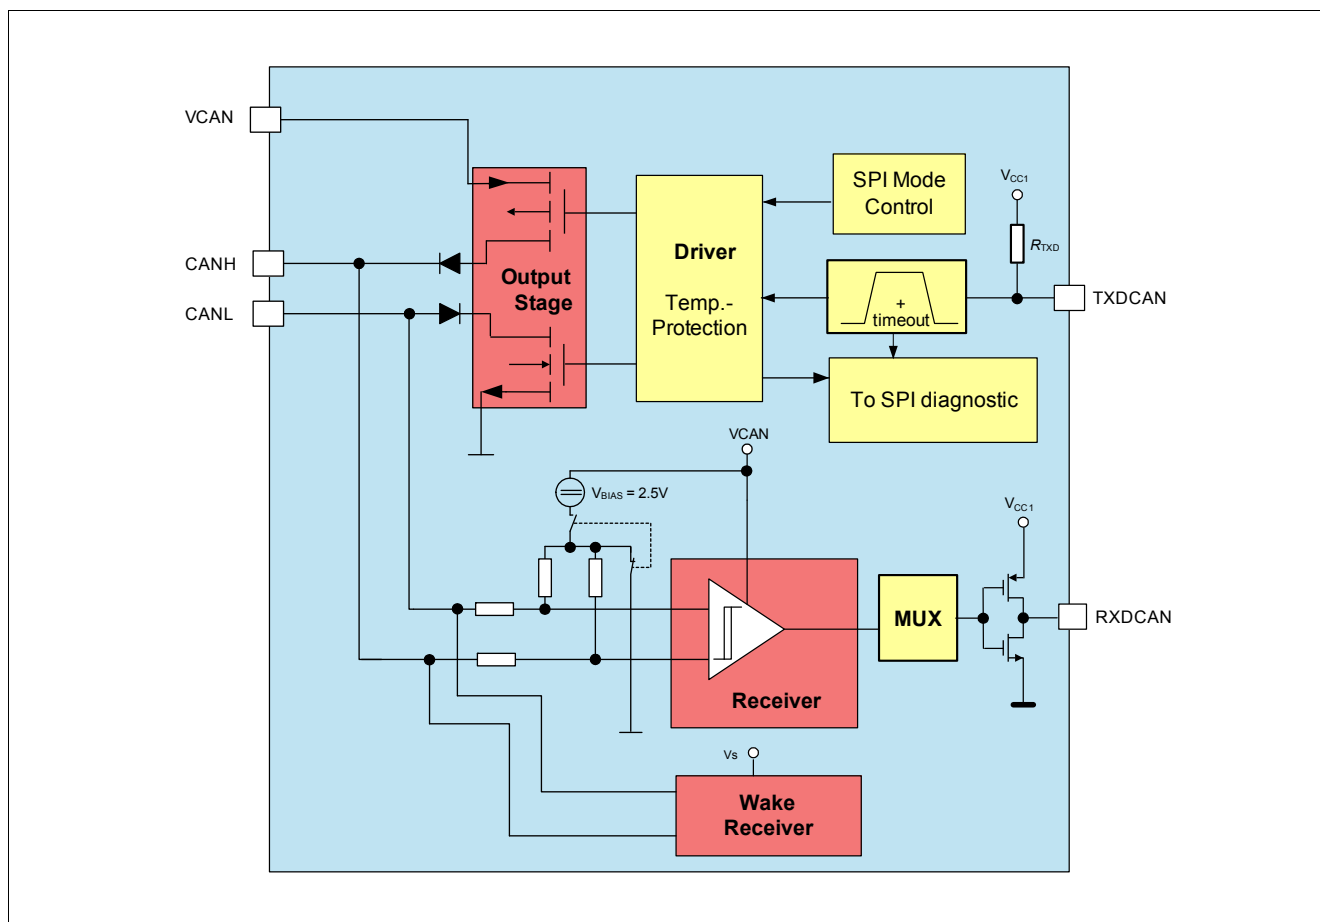 VCAN
CANH
CANL
Output
Stage
Driver
Temp.-
Protection
SPI Mode
Control
VCC1
RTXD
+
timeout
TXDCAN
To SPI diagnostic
VCAN
VBIAS = 2.5V
VCC1
MUX
RXDCAN
Receiver
Vs
Wake
Receiver